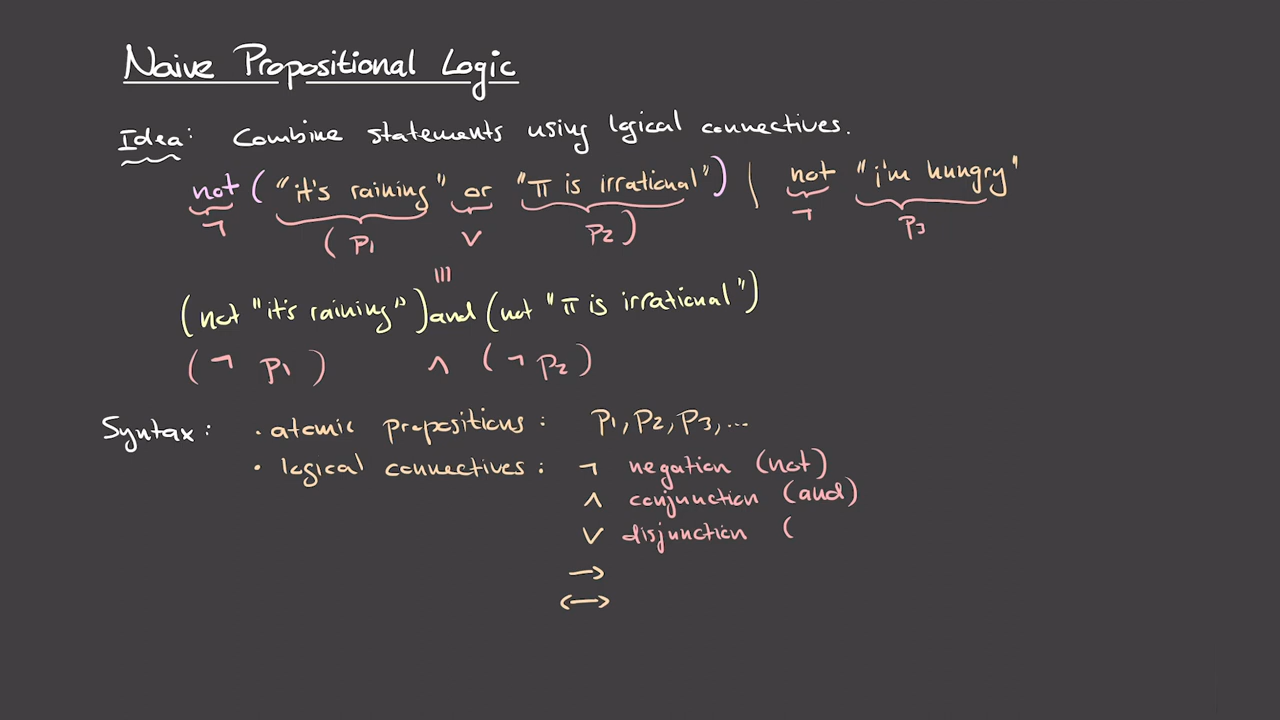 Naive Propositional Logic
Idea: Combine statements using logical connectives.
not ("it's raining" or "π is irrational") | not "i'm hungry"
¬ (p1 ∨ p2) ¬ p3
≡
(not "it's raining") and (not "π is irrational")
(¬ p1) ∧ (¬ p2)
Syntax: • atomic propositions: p1, p2, p3, ...
• logical connectives: ¬ negation (not)
∧ conjunction (and)
∨ disjunction (
→
↔